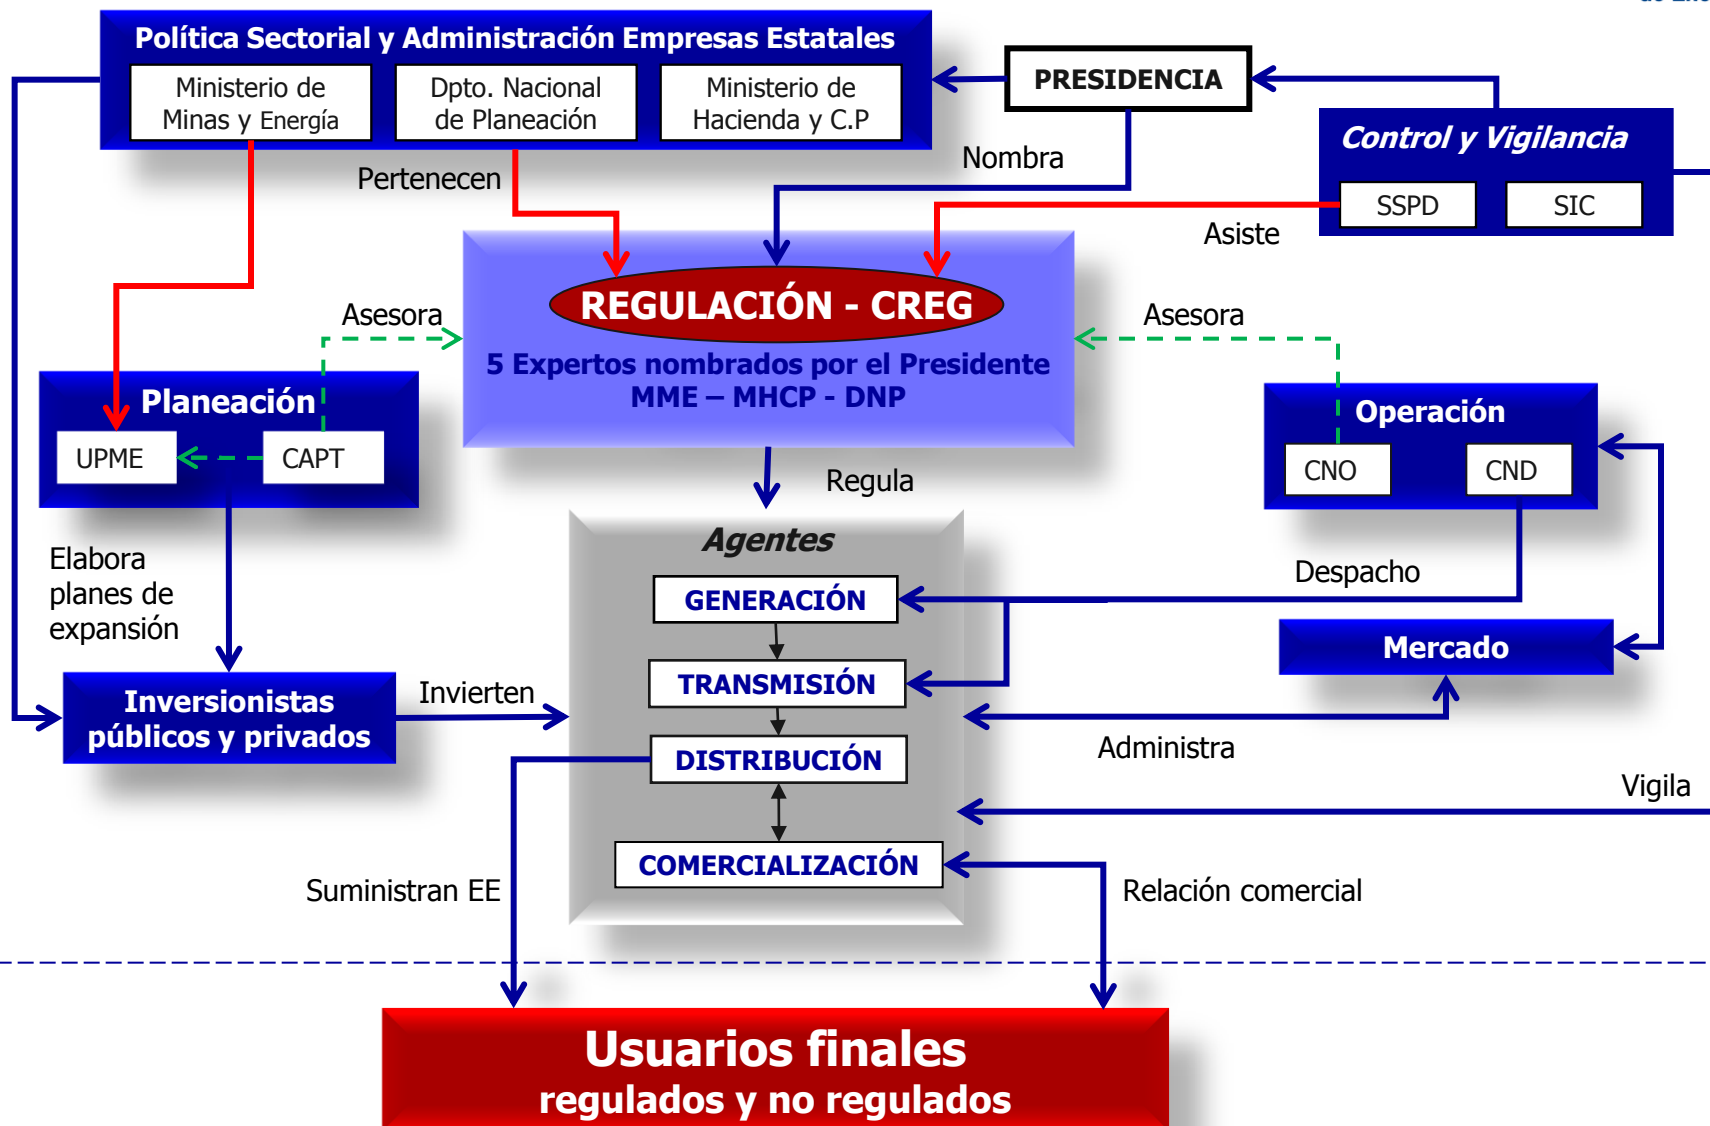 Política Sectorial y Administración Empresas Estatales
Ministerio de
Minas y Energía
Dpto. Nacional
de Planeación
Ministerio de
Hacienda y C.P
PRESIDENCIA
Control y Vigilancia
SSPD
SIC
Nombra
Pertenecen
Asiste
REGULACIÓN - CREG
5 Expertos nombrados por el Presidente
MME – MHCP - DNP
Asesora
Asesora
Planeación
UPME
CAPT
Operación
CNO
CND
Regula
Elabora
planes de
expansión
Agentes
GENERACIÓN
TRANSMISIÓN
DISTRIBUCIÓN
COMERCIALIZACIÓN
Despacho
Mercado
Inversionistas
públicos y privados
Invierten
Administra
Vigila
Suministran EE
Relación comercial
Usuarios finales
regulados y no regulados